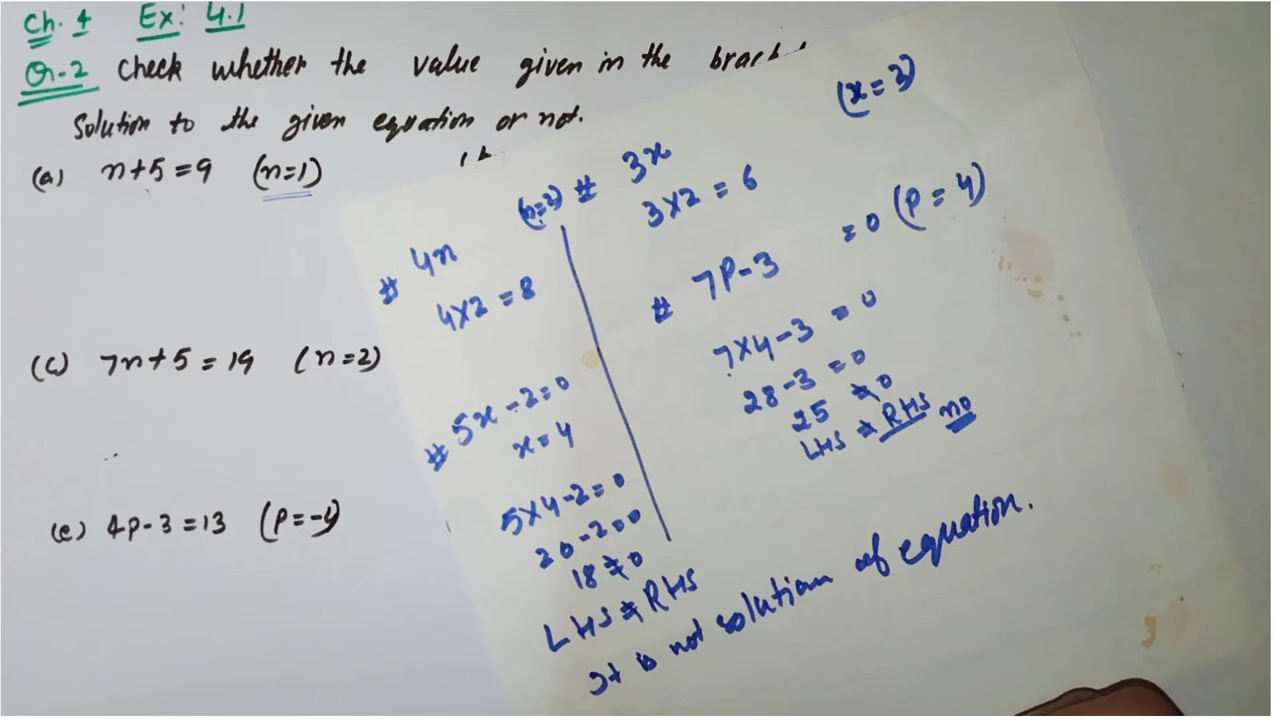 Ch. 4 Ex: 4.1
Q-2 Check whether the value given in the
Solution to the given equation or not.
(a) n+5=9 (n=1)
(c) 7n+5=19 (n=2)
(e) 4p-3=13 (p=-4)
# 4n
4×2=8
# 5x-2=0
x=4
5×4-2=0
20-2=0
18≠0
LHS≠RHS
It is not solution of equation.
# 3x
3×2=6
# 7P-3 =0 (P=4)
7×4-3=0
28-3=0
25≠0
LHS≠RHS no